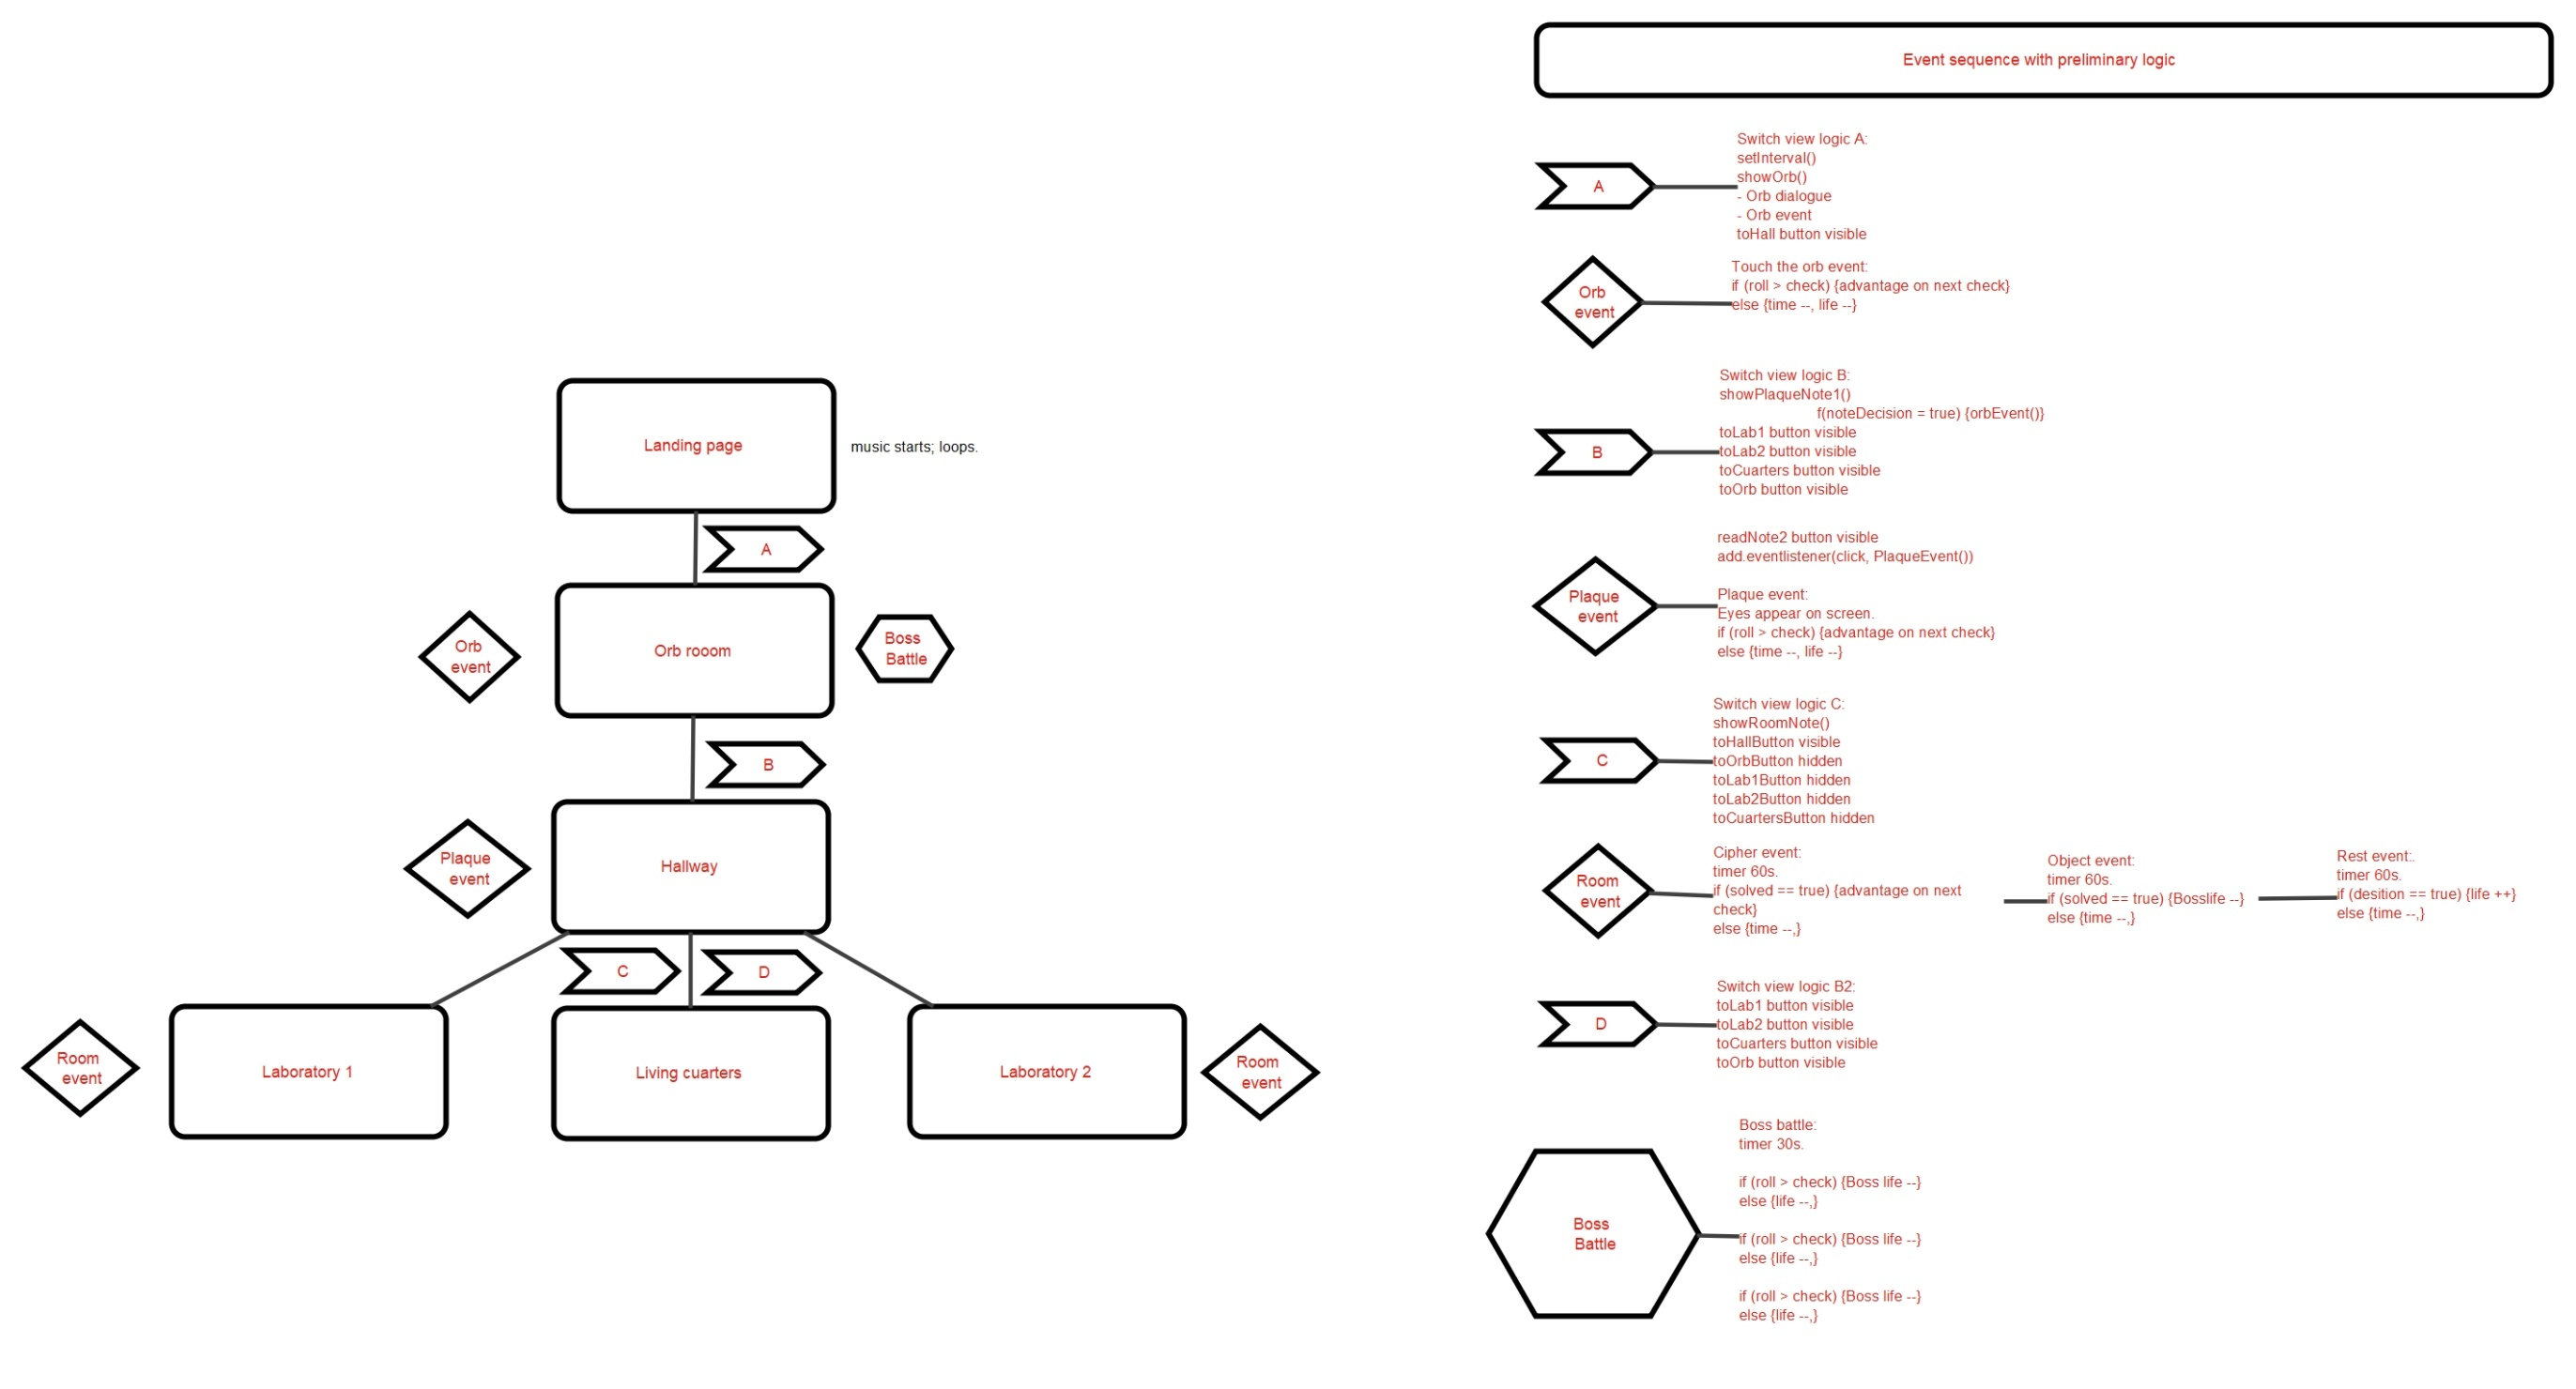 Landing page
music starts; loops.
A
Orb
event
Orb rooom
Boss
Battle
B
Plaque
event
Hallway
C
D
Room
event
Laboratory 1
Living cuarters
Laboratory 2
Room
event
Event sequence with preliminary logic
A
Switch view logic A:
setInterval()
showOrb()
- Orb dialogue
- Orb event
toHall button visible
Orb
event
Touch the orb event:
if (roll > check) {advantage on next check}
else {time --, life --}
B
Switch view logic B:
showPlaqueNote1()
f(noteDecision = true) {orbEvent()}
toLab1 button visible
toLab2 button visible
toCuarters button visible
toOrb button visible
Plaque
event
readNote2 button visible
add.eventlistener(click, PlaqueEvent())
Plaque event:
Eyes appear on screen.
if (roll > check) {advantage on next check}
else {time --, life --}
C
Switch view logic C:
showRoomNote()
toHallButton visible
toOrbButton hidden
toLab1Button hidden
toLab2Button hidden
toCuartersButton hidden
Room
event
Cipher event:
timer 60s.
if (solved == true) {advantage on next
check}
else {time --,}
Object event:
timer 60s.
if (solved == true) {Bosslife --}
else {time --,}
Rest event:.
timer 60s.
if (desition == true) {life ++}
else {time --,}
D
Switch view logic B2:
toLab1 button visible
toLab2 button visible
toCuarters button visible
toOrb button visible
Boss
Battle
Boss battle:
timer 30s.
if (roll > check) {Boss life --}
else {life --,}
if (roll > check) {Boss life --}
else {life --,}
if (roll > check) {Boss life --}
else {life --,}